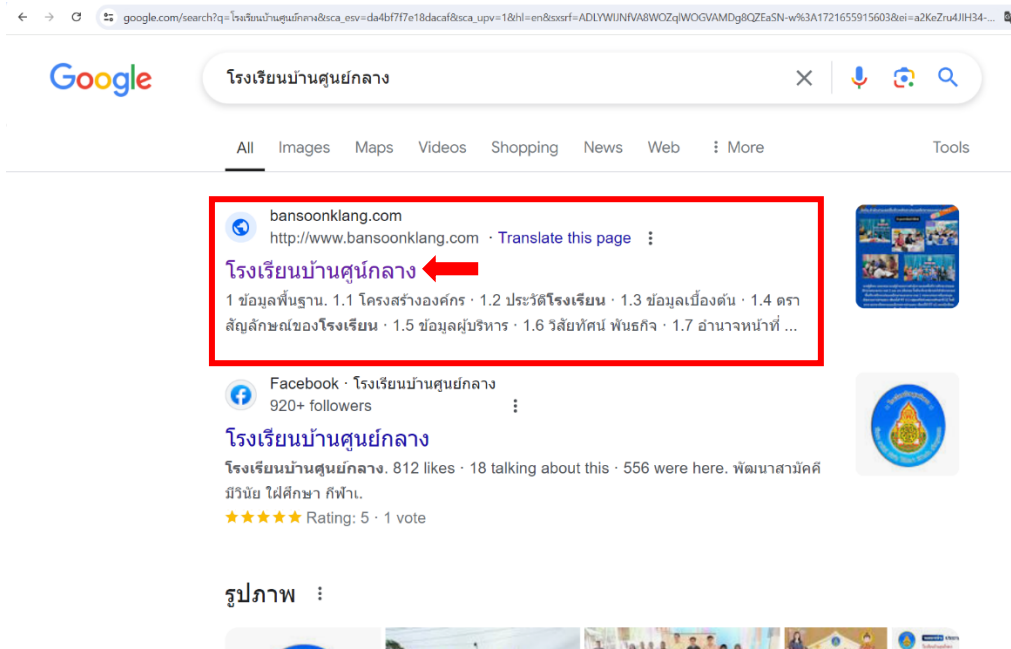 google.com/search?q=โรงเรียนบ้านศูนย์กลาง&sca_esv=da4bf7f7e18dacaf&sca_upv=1&hl=en&sxsrf=ADLYWIJNfVA8WOZqlWOGVAMDg8QZEaSN-w%3A1721655915603&ei=a2KeZru4JIH34-...
Google
โรงเรียนบ้านศูนย์กลาง
All Images Maps Videos Shopping News Web More Tools
bansoonklang.com
http://www.bansoonklang.com · Translate this page
โรงเรียนบ้านศูน์กลาง
1 ข้อมูลพื้นฐาน. 1.1 โครงสร้างองค์กร · 1.2 ประวัติโรงเรียน · 1.3 ข้อมูลเบื้องต้น · 1.4 ตรา
สัญลักษณ์ของโรงเรียน · 1.5 ข้อมูลผู้บริหาร · 1.6 วิสัยทัศน์ พันธกิจ · 1.7 อำนาจหน้าที่ ...
Facebook · โรงเรียนบ้านศูนย์กลาง
920+ followers
โรงเรียนบ้านศูนย์กลาง
โรงเรียนบ้านศูนย์กลาง. 812 likes · 18 talking about this · 556 were here. พัฒนาสามัคคี
มีวินัย ใฝ่ศึกษา กีฬาเ.
Rating: 5 · 1 vote
รูปภาพ